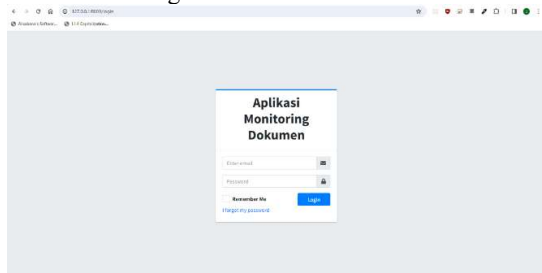 Aplikasi
Monitoring
Dokumen
Enter email
Password
Remember Me
Login
I forgot my password